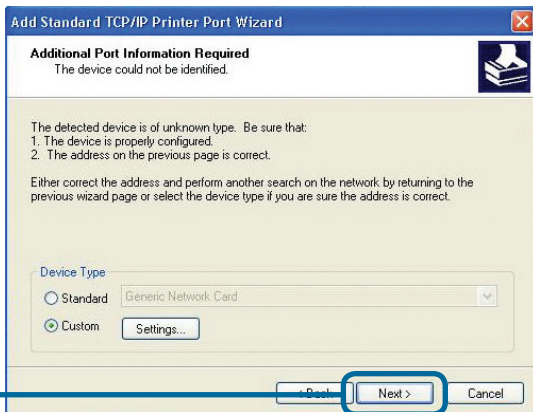 Add Standard TCP/IP Printer Port Wizard
Additional Port Information Required
The device could not be identified.
The detected device is of unknown type. Be sure that:
1. The device is properly configured.
2. The address on the previous page is correct.
Either correct the address and perform another search on the network by returning to the
previous wizard page or select the device type if you are sure the address is correct.
Device Type
Standard
Generic Network Card
Custom
Settings...
< Back
Next >
Cancel